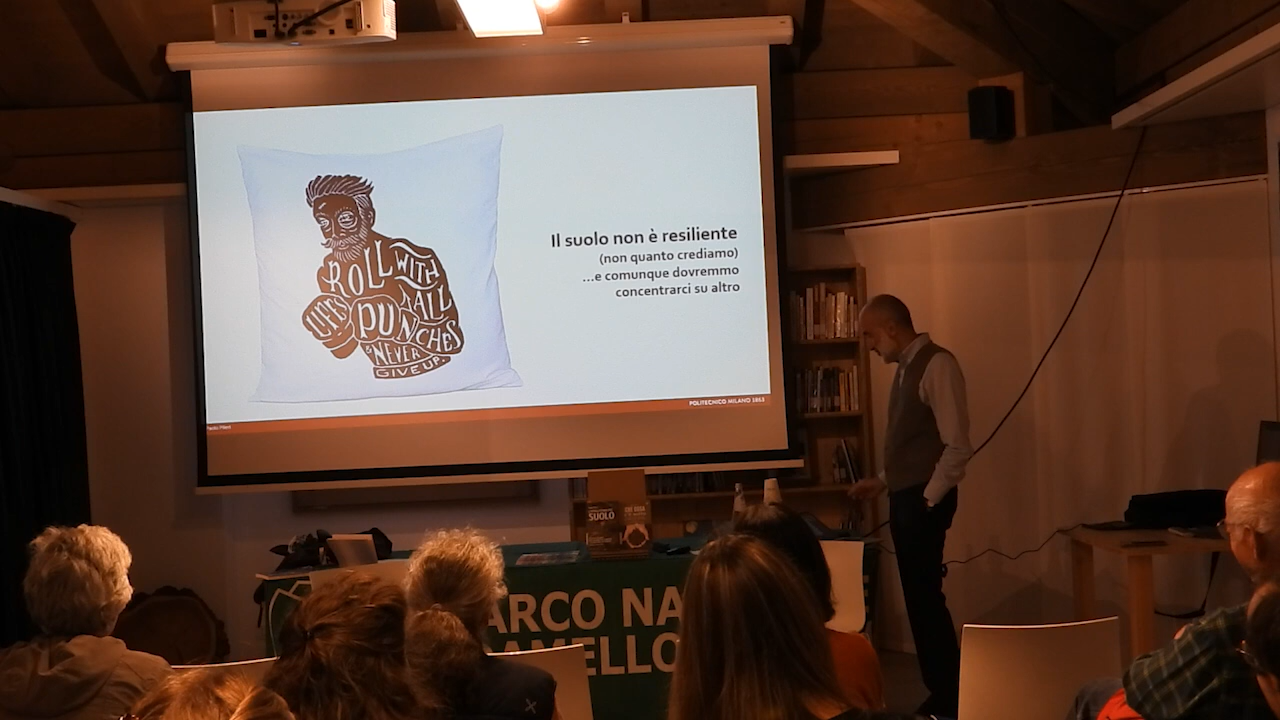 Il suolo non è resiliente
(non quanto crediamo)
...e comunque dovremmo
concentrarci su altro
ROLL WITH
ALL
LIFE'S
PUNCHES
& NEVER
GIVE UP.
POLITECNICO MILANO 1863
SUOLO
ARCO NA
AMELLO